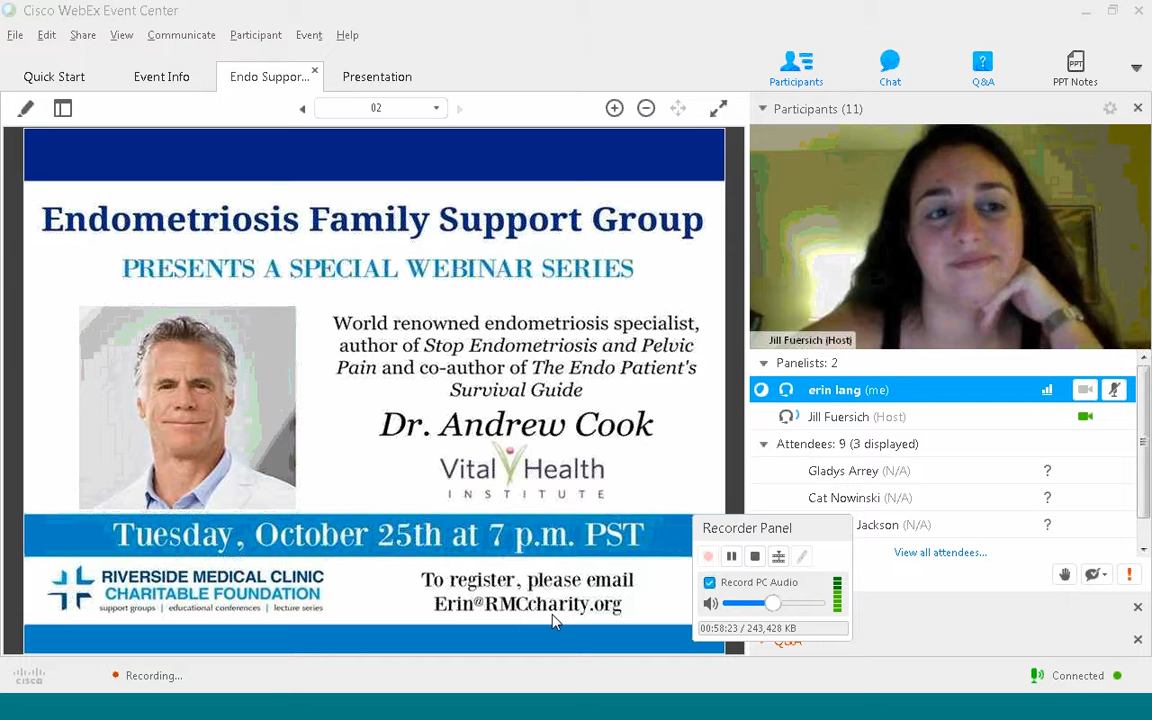 Cisco WebEx Event Center
File Edit Share View Communicate Participant Event Help
Participants Chat Q&A PPT Notes
Quick Start Event Info Endo Suppor... Presentation
02
Participants (11)
Endometriosis Family Support Group
PRESENTS A SPECIAL WEBINAR SERIES
World renowned endometriosis specialist,
author of Stop Endometriosis and Pelvic
Pain and co-author of The Endo Patient's
Survival Guide
Dr. Andrew Cook
Vital Health
INSTITUTE
Tuesday, October 25th at 7 p.m. PST
RIVERSIDE MEDICAL CLINIC
CHARITABLE FOUNDATION
support groups | educational conferences | lecture series
To register, please email
Erin@RMCcharity.org
Jill Fuersich (Host)
Panelists: 2
erin lang (me)
Jill Fuersich (Host)
Attendees: 9 (3 displayed)
Gladys Arrey (N/A)
Cat Nowinski (N/A)
Jackson (N/A)
View all attendees...
Recorder Panel
Record PC Audio
00:58:23 / 243,428 KB
Q&A
cisco
Recording...
Connected